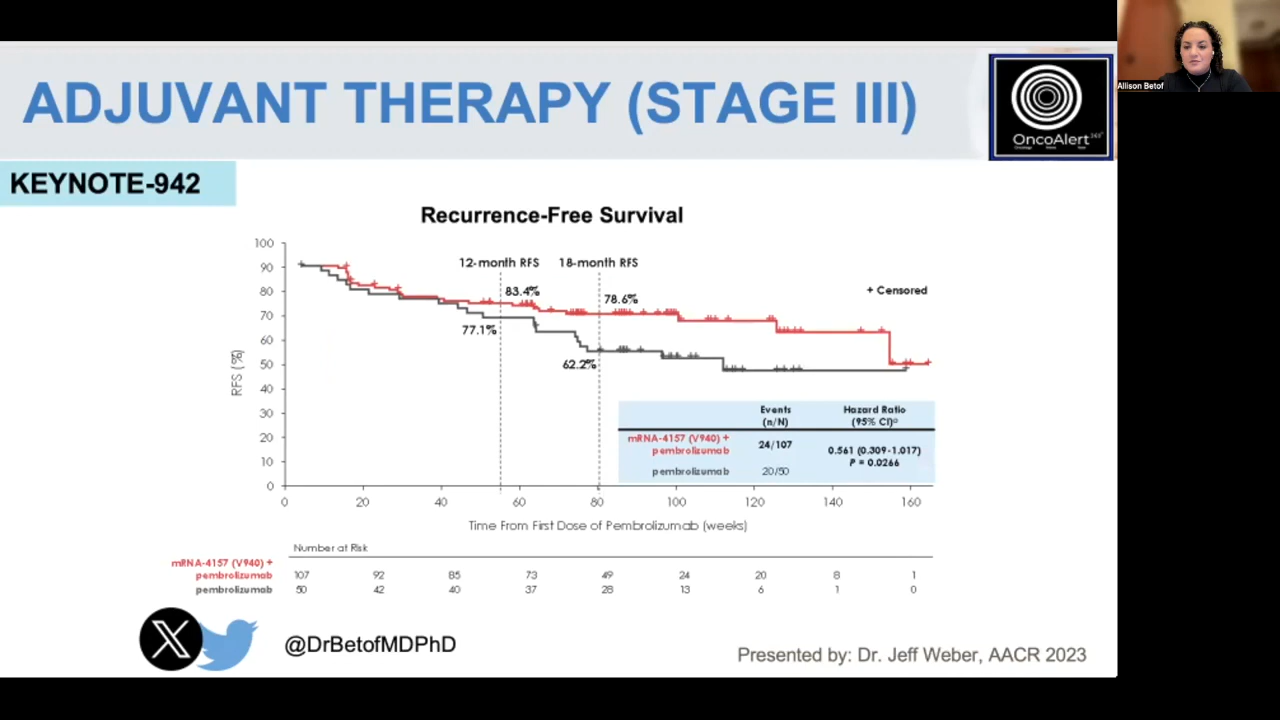 ADJUVANT THERAPY (STAGE III)
OncoAlert
Allison Betof
KEYNOTE-942
Recurrence-Free Survival
12-month RFS
18-month RFS
83.4%
78.6%
77.1%
62.2%
+ Censored
RFS (%)
100
90
80
70
60
50
40
30
20
10
0
Events (n/N)
Hazard Ratio (95% CI)
mRNA-4157 (V940) + pembrolizumab
24/107
0.561 (0.309-1.017)
P = 0.0266
pembrolizumab
20/50
0 20 40 60 80 100 120 140 160
Time From First Dose of Pembrolizumab (weeks)
Number at Risk
mRNA-4157 (V940) +
pembrolizumab 107 92 85 73 49 24 20 8 1
pembrolizumab 50 42 40 37 28 13 6 1 0
@DrBetofMDPhD
Presented by: Dr. Jeff Weber, AACR 2023